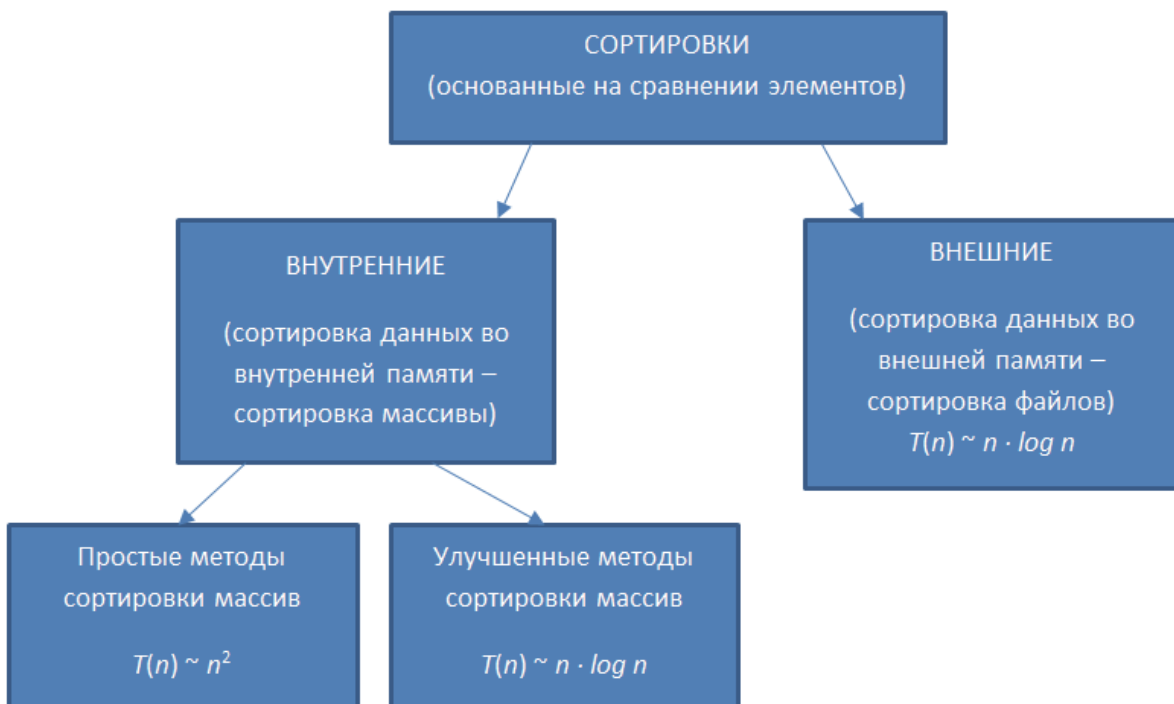 СОРТИРОВКИ
(основанные на сравнении элементов)
ВНУТРЕННИЕ
(сортировка данных во
внутренней памяти –
сортировка массивы)
ВНЕШНИЕ
(сортировка данных во
внешней памяти –
сортировка файлов)
T(n) ~ n · log n
Простые методы
сортировки массив
T(n) ~ n²
Улучшенные методы
сортировки массив
T(n) ~ n · log n